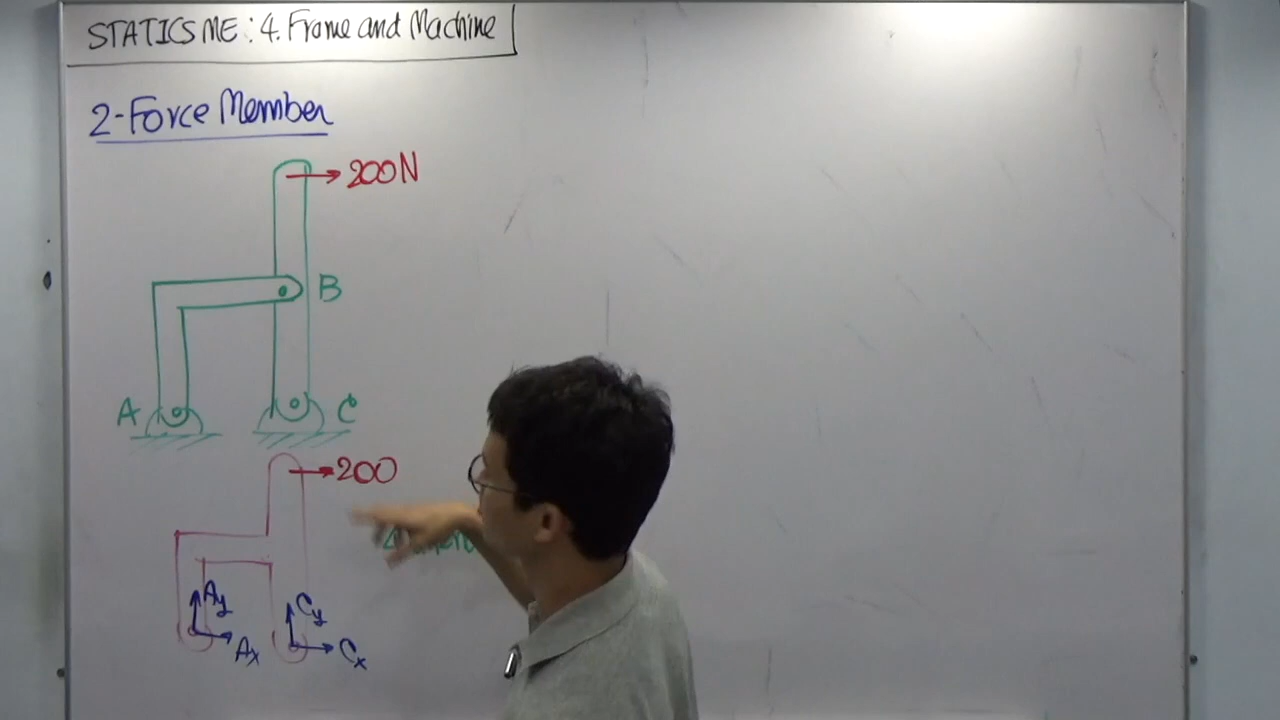 STATICS ME : 4. Frame and Machine
2-Force Member
200N
B
A
C
200
Ay
Cy
Ax
Cx